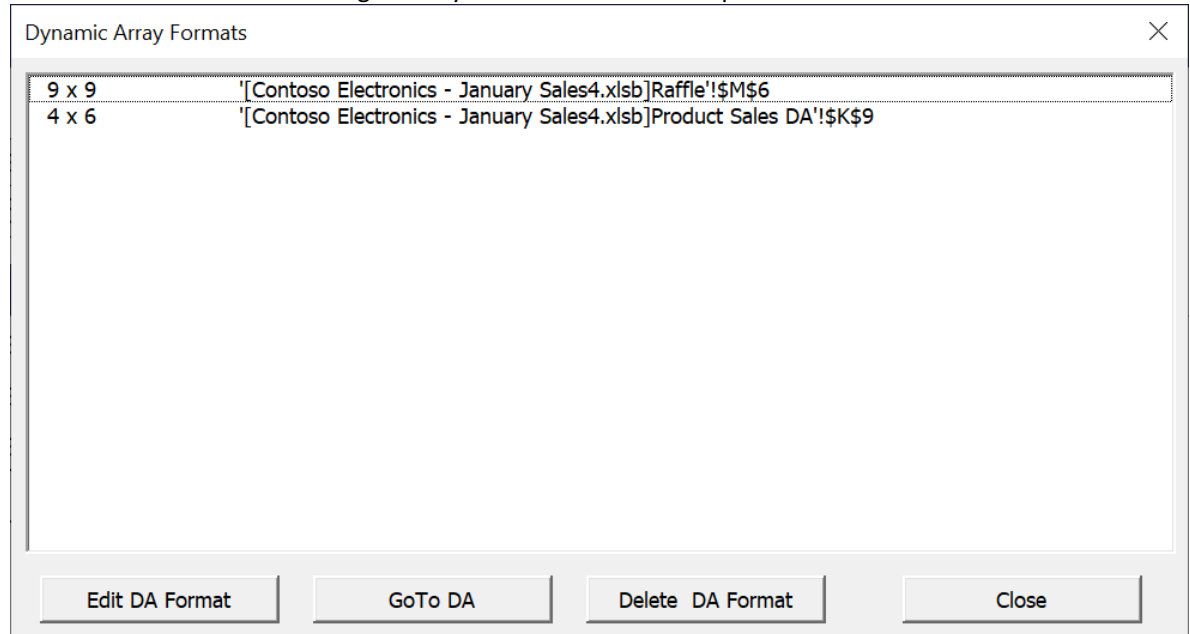 Dynamic Array Formats
9 x 9 '[Contoso Electronics - January Sales4.xlsb]Raffle'!$M$6
4 x 6 '[Contoso Electronics - January Sales4.xlsb]Product Sales DA'!$K$9
Edit DA Format GoTo DA Delete DA Format Close